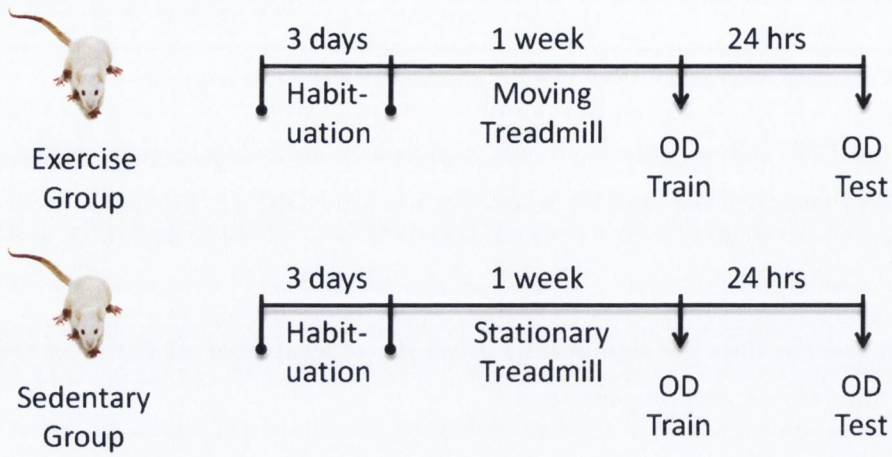 3 days 1 week 24 hrs
Habit- Moving
uation Treadmill
OD OD
Train Test
Exercise
Group
3 days 1 week 24 hrs
Habit- Stationary
uation Treadmill
OD OD
Train Test
Sedentary
Group